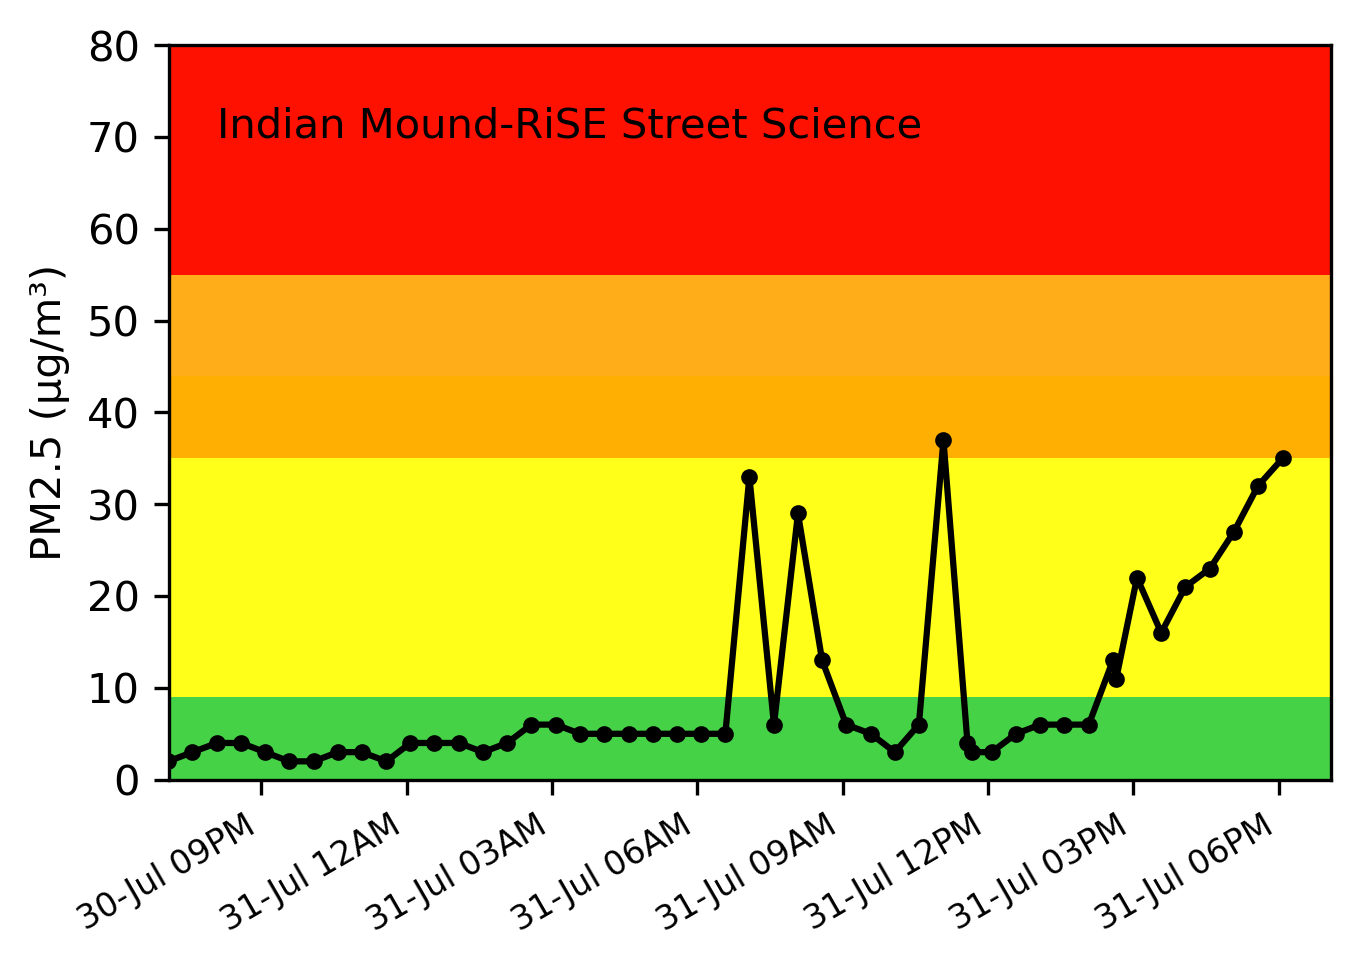 80
Indian Mound-RiSE Street Science
70
60
50
40
30
20
10
0
PM2.5 (µg/m³)
30-Jul 09PM
31-Jul 12AM
31-Jul 03AM
31-Jul 06AM
31-Jul 09AM
31-Jul 12PM
31-Jul 03PM
31-Jul 06PM